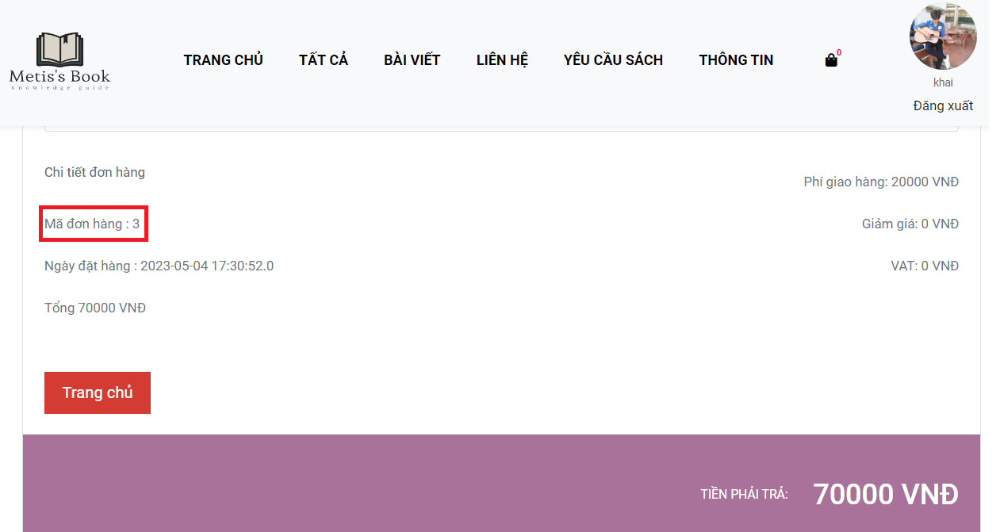 Metis's Book
knowledge guide
TRANG CHỦ
TẤT CẢ
BÀI VIẾT
LIÊN HỆ
YÊU CẦU SÁCH
THÔNG TIN
0
khai
Đăng xuất
Chi tiết đơn hàng
Phí giao hàng: 20000 VNĐ
Mã đơn hàng : 3
Giảm giá: 0 VNĐ
Ngày đặt hàng : 2023-05-04 17:30:52.0
VAT: 0 VNĐ
Tổng 70000 VNĐ
Trang chủ
TIỀN PHẢI TRẢ:
70000 VNĐ